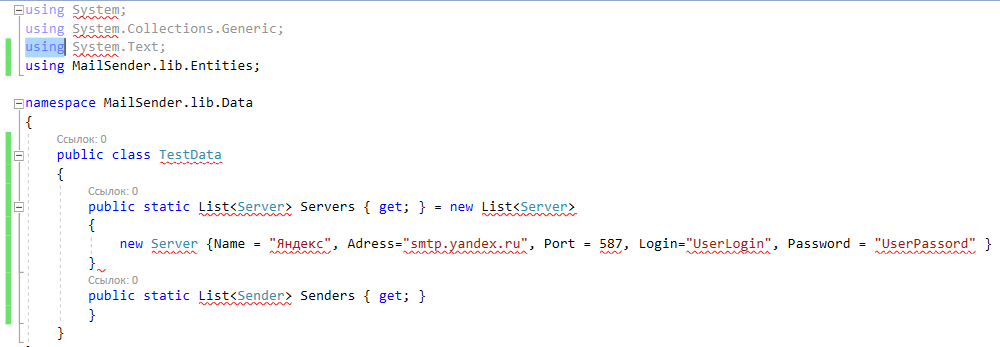 using System;
using System.Collections.Generic;
using System.Text;
using MailSender.lib.Entities;
namespace MailSender.lib.Data
{
Ссылок: 0
public class TestData
{
Ссылок: 0
public static List<Server> Servers { get; } = new List<Server>
{
new Server {Name = "Яндекс", Adress="smtp.yandex.ru", Port = 587, Login="UserLogin", Password = "UserPassord" }
}
Ссылок: 0
public static List<Sender> Senders { get; }
}
}